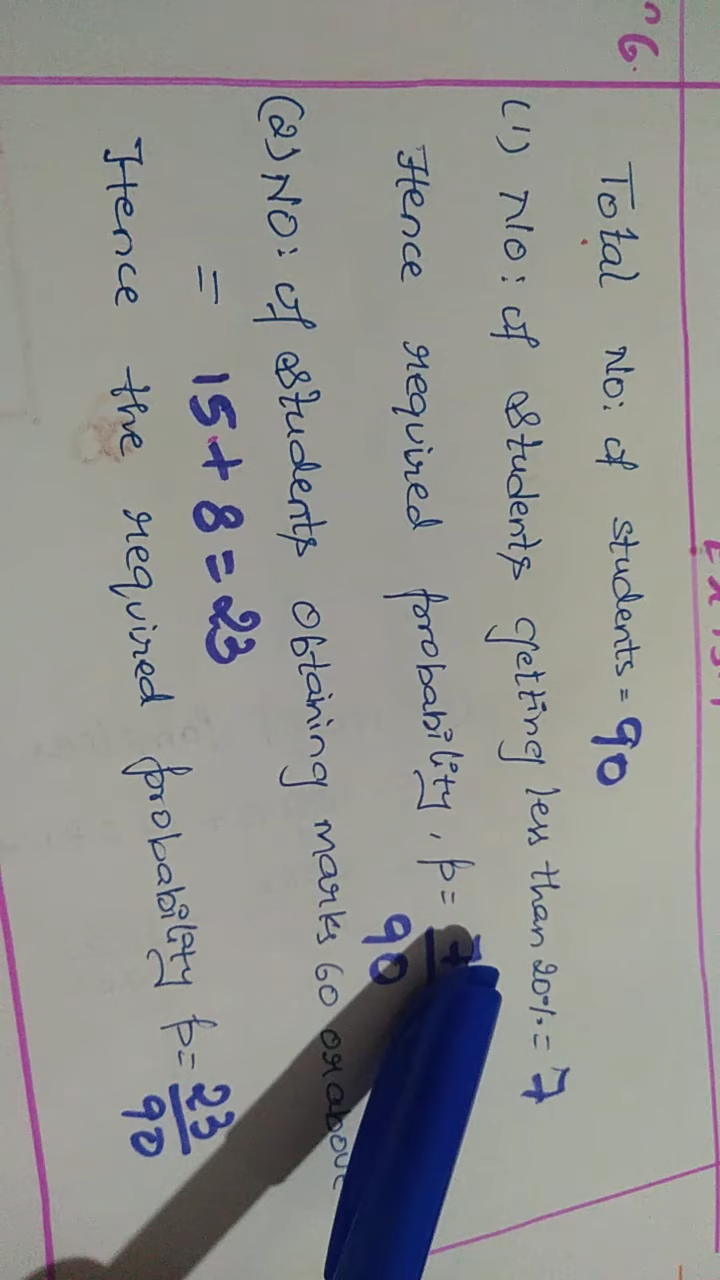 Total No: of students = 90
(1) No: of students getting less than 20% = 7
Hence required probability, p = 7/90
(2) No: of students obtaining marks 60 or above
= 15 + 8 = 23
Hence the required probability p = 23/90